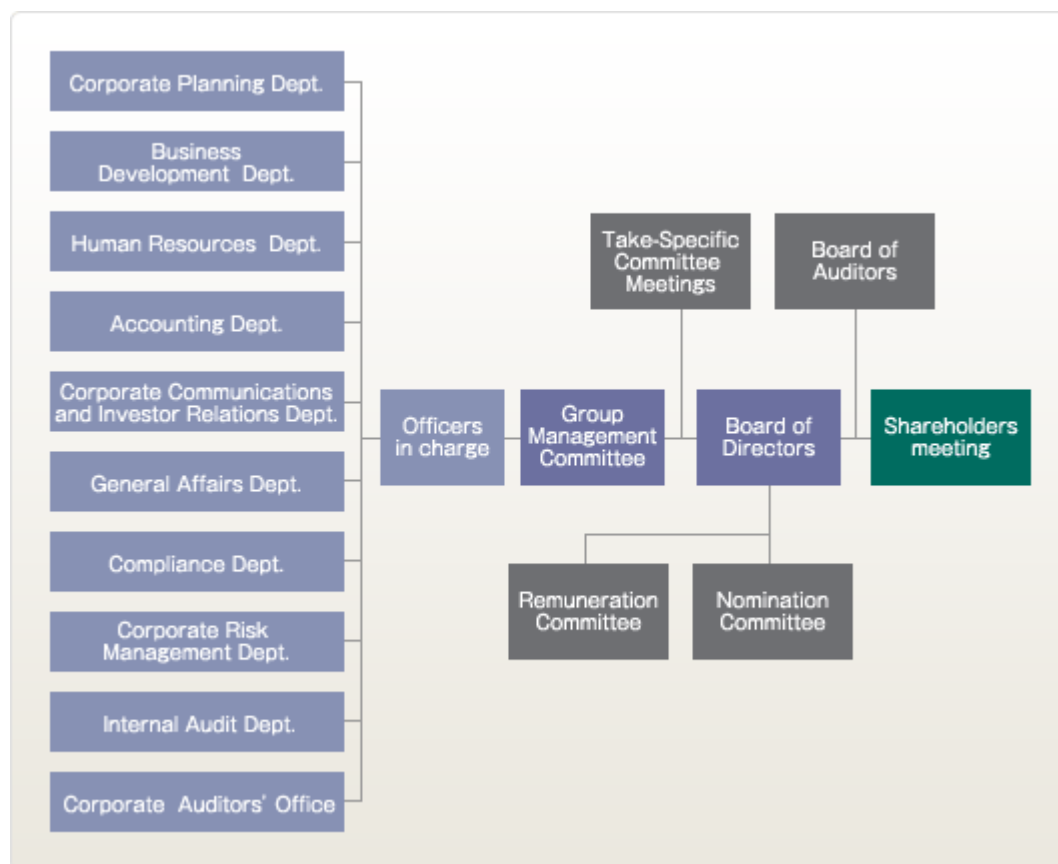 Corporate Planning Dept.
Business
Development Dept.
Human Resources Dept.
Accounting Dept.
Corporate Communications
and Investor Relations Dept.
General Affairs Dept.
Compliance Dept.
Corporate Risk
Management Dept.
Internal Audit Dept.
Corporate Auditors' Office
Officers
in charge
Group
Management
Committee
Take-Specific
Committee
Meetings
Board of
Directors
Board of
Auditors
Shareholders
meeting
Remuneration
Committee
Nomination
Committee